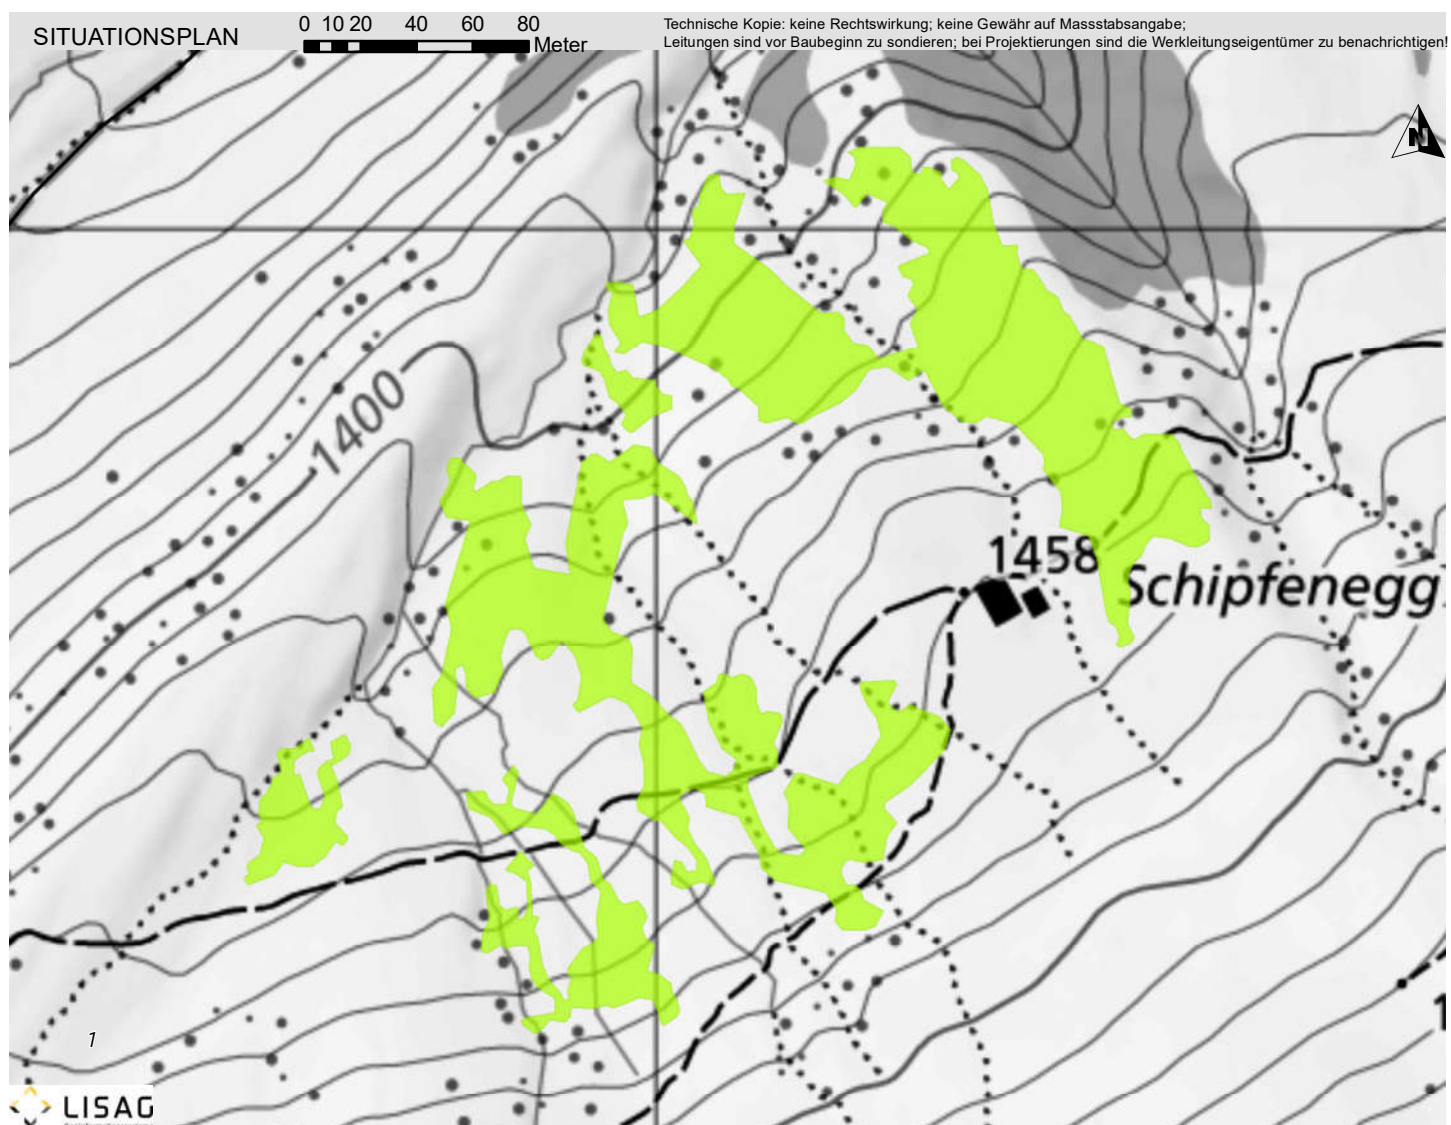 SITUATIONSPLAN
0 10 20 40 60 80
Meter
Technische Kopie: keine Rechtswirkung; keine Gewähr auf Massstabsangabe;
Leitungen sind vor Baubeginn zu sondieren; bei Projektierungen sind die Werkleitungseigentümer zu benachrichtigen!
N
1400
1458
Schipfenegg
1
1
LISAG